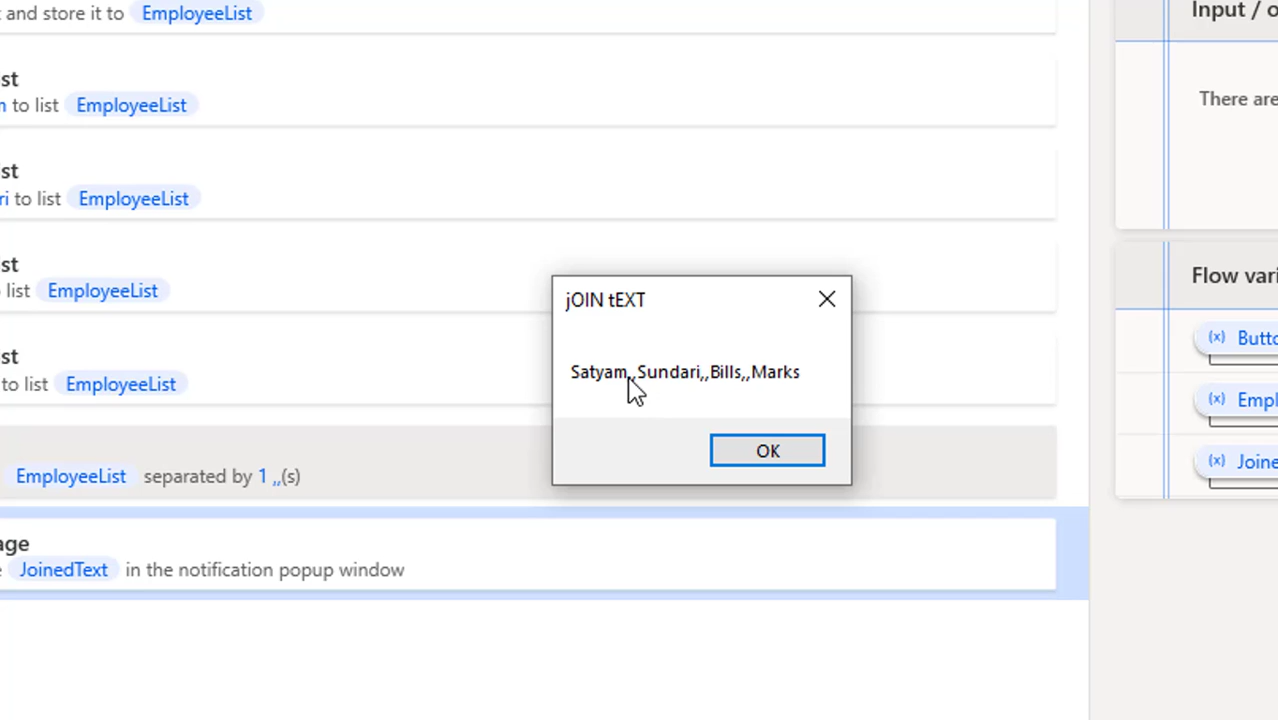 t and store it to EmployeeList
st
m to list EmployeeList
st
ri to list EmployeeList
st
list EmployeeList
st
to list EmployeeList
EmployeeList separated by 1 ,,(s)
age
e JoinedText in the notification popup window
jOIN tEXT
Satyam,,Sundari,,Bills,,Marks
OK
Input / o
There are
Flow vari
(x) Butto
(x) Empl
(x) Joine